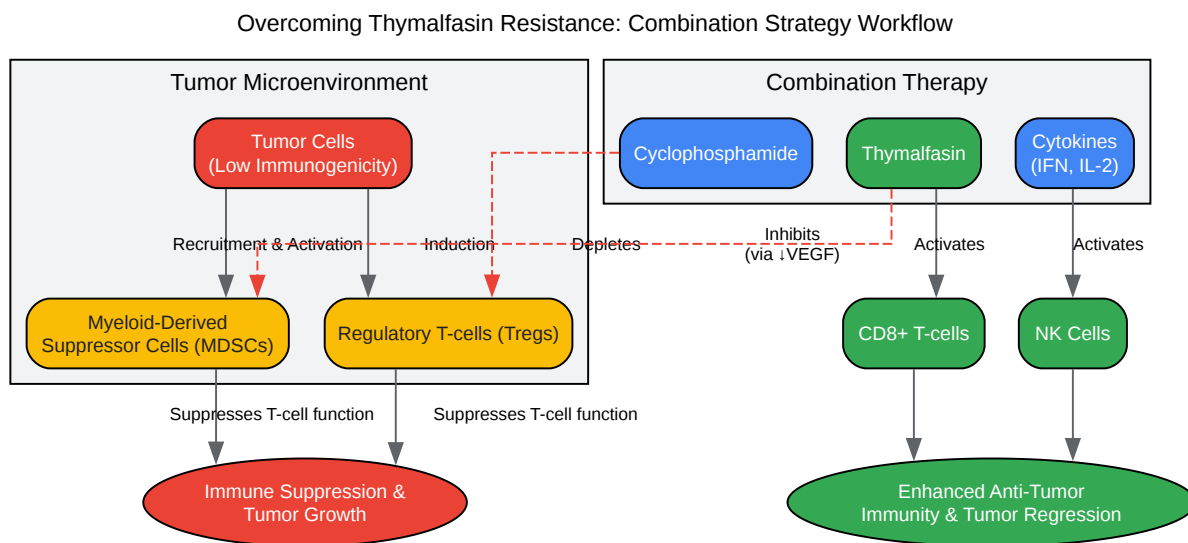 Overcoming Thymalfasin Resistance: Combination Strategy Workflow
Tumor Microenvironment
Combination Therapy
Tumor Cells
(Low Immunogenicity)
Cyclophosphamide
Thymalfasin
Cytokines
(IFN, IL-2)
Recruitment & Activation
Induction
Depletes
Inhibits
(via ↓VEGF)
Activates
Activates
Myeloid-Derived
Suppressor Cells (MDSCs)
Regulatory T-cells (Tregs)
CD8+ T-cells
NK Cells
Suppresses T-cell function
Suppresses T-cell function
Immune Suppression &
Tumor Growth
Enhanced Anti-Tumor
Immunity & Tumor Regression